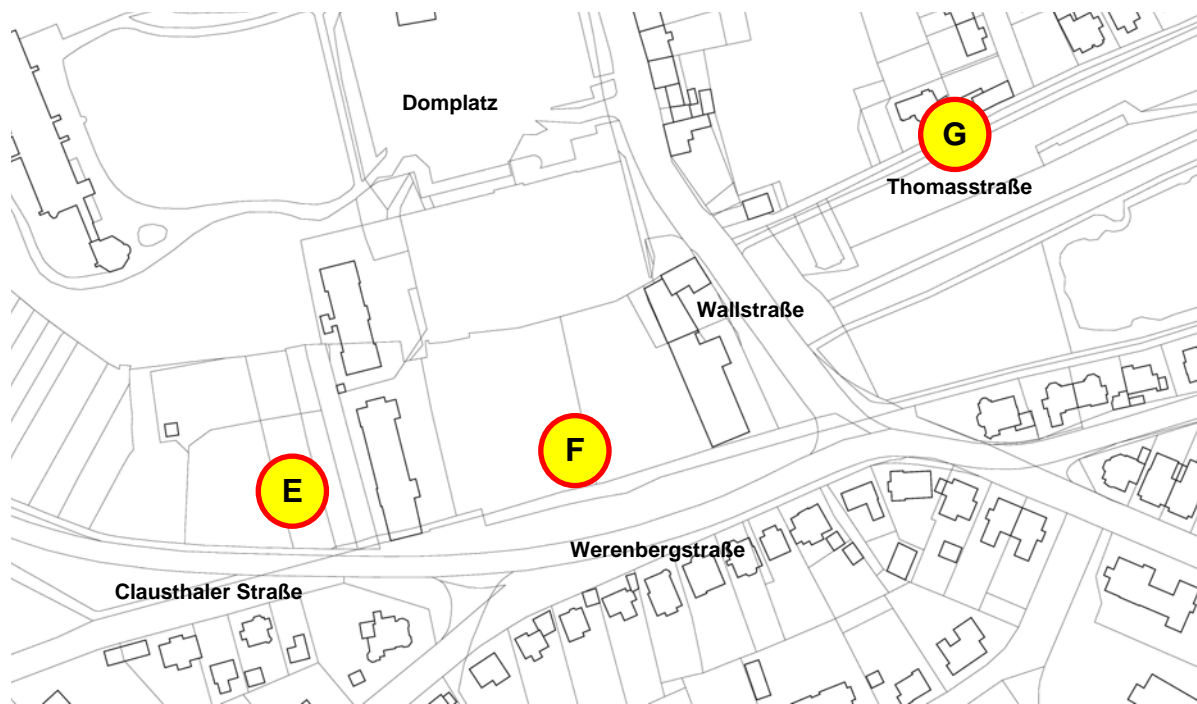 Domplatz
G
Thomasstraße
Wallstraße
F
E
Werenbergstraße
Clausthaler Straße